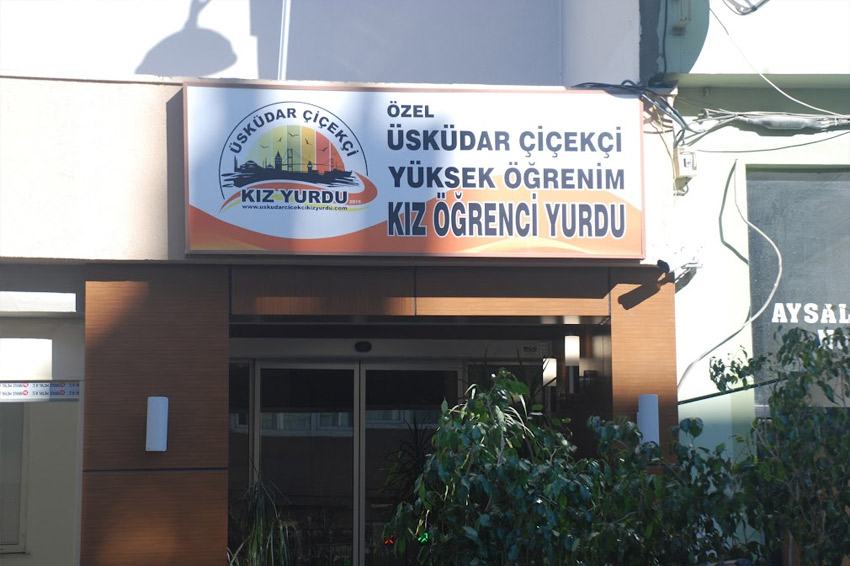 ÜSKÜDAR ÇİÇEKÇİ
KIZ YURDU
www.uskudarcicekcikizyurdu.com
ÖZEL
ÜSKÜDAR ÇİÇEKÇİ
YÜKSEK ÖĞRENİM
KIZ ÖĞRENCİ YURDU
AYSAL